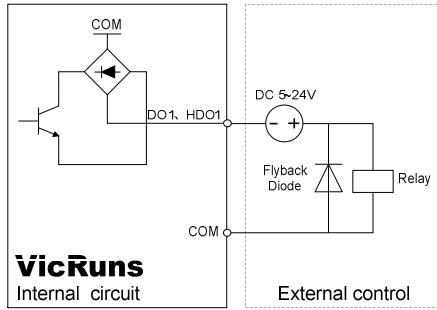 COM
DC 5~24V
DO1、HDO1
- +
Flyback
Diode
Relay
COM
VicRuns
Internal circuit
External control